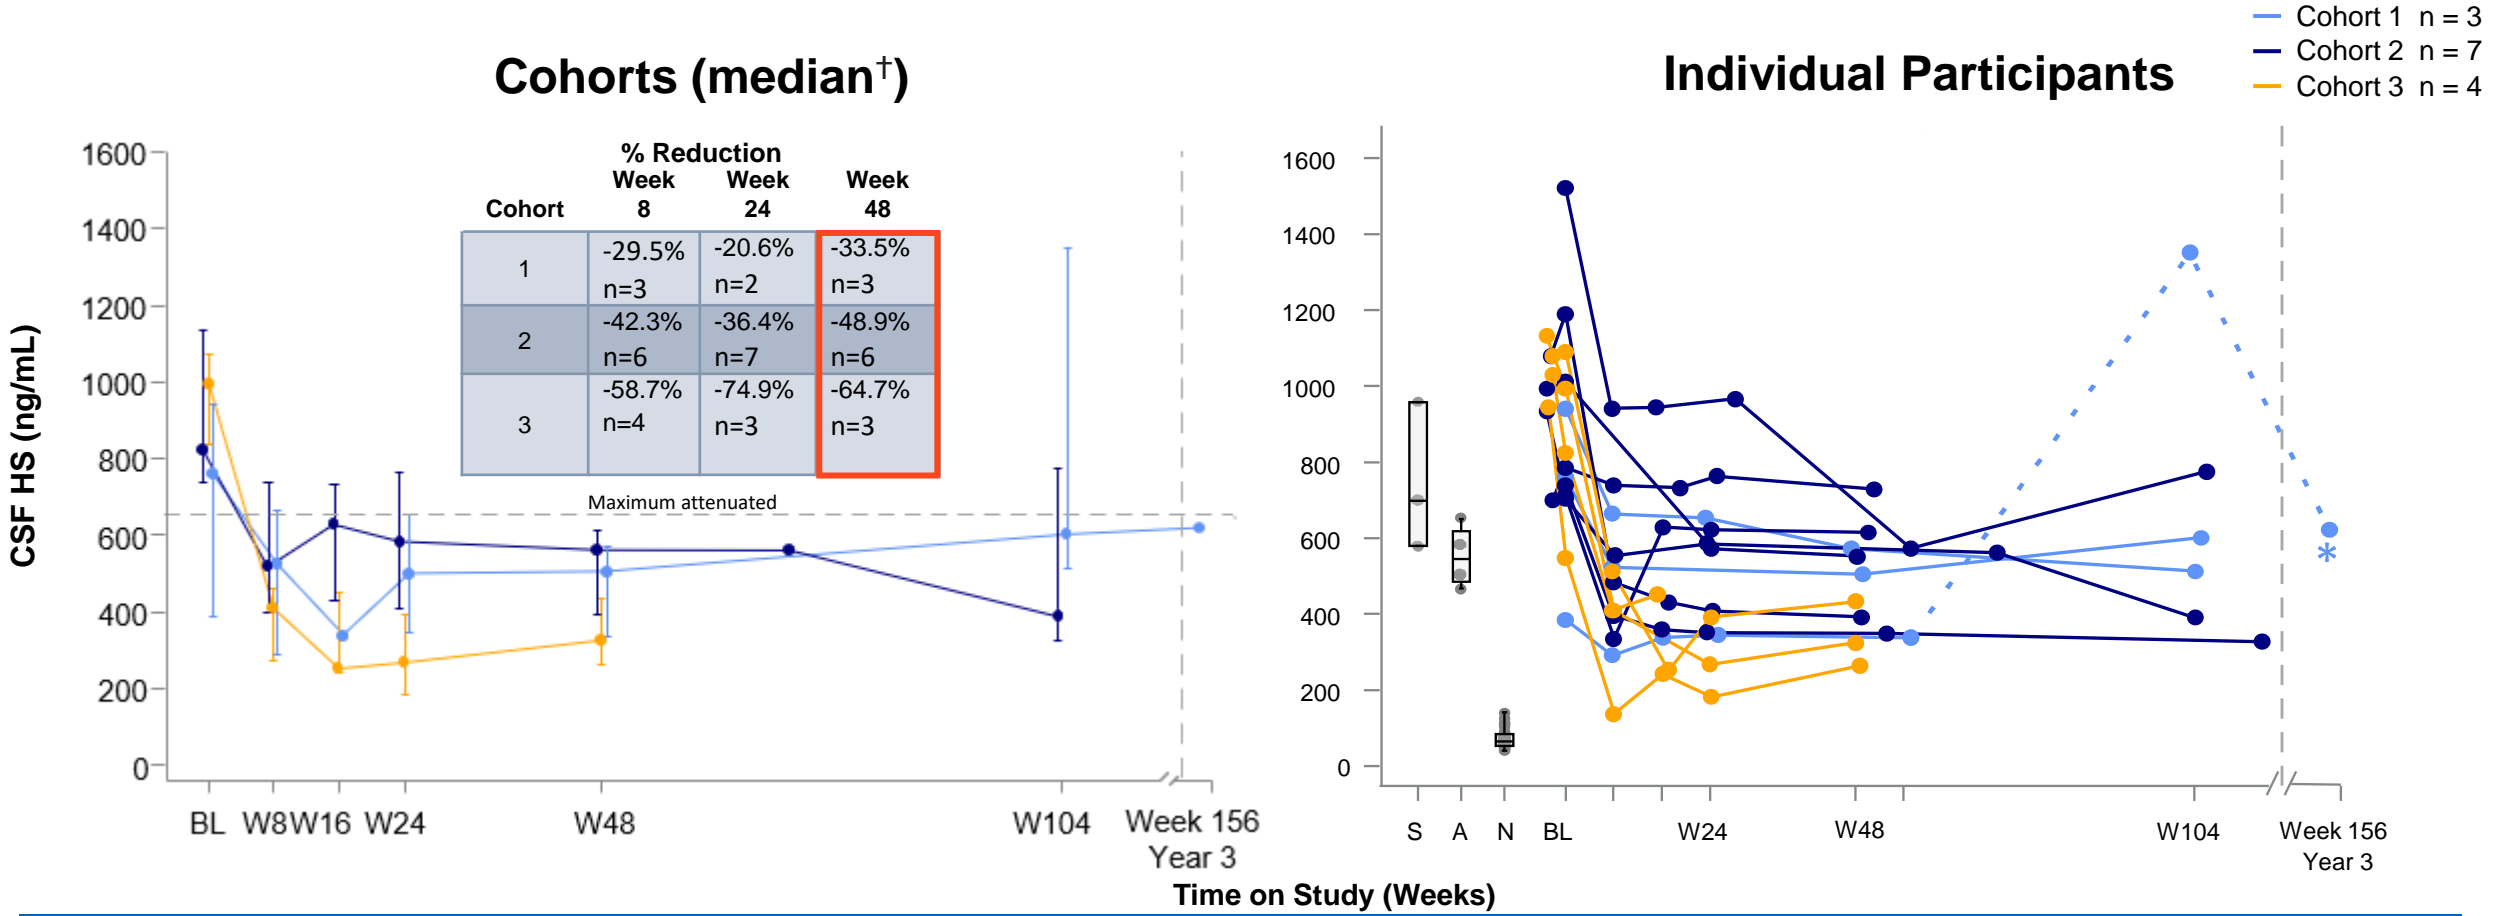 Cohort 1 n = 3
Cohort 2 n = 7
Cohort 3 n = 4
Cohorts (median†)
Individual Participants
CSF HS (ng/mL)
1600
1400
1200
1000
800
600
400
200
0
% Reduction
Cohort Week 8 Week 24 Week 48
1 -29.5% -20.6% -33.5%
n=3 n=2 n=3
2 -42.3% -36.4% -48.9%
n=6 n=7 n=6
3 -58.7% -74.9% -64.7%
n=4 n=3 n=3
Maximum attenuated
BL W8 W16 W24 W48 W104 Week 156
Year 3
1600
1400
1200
1000
800
600
400
200
0
*
S A N BL W24 W48 W104 Week 156
Year 3
Time on Study (Weeks)